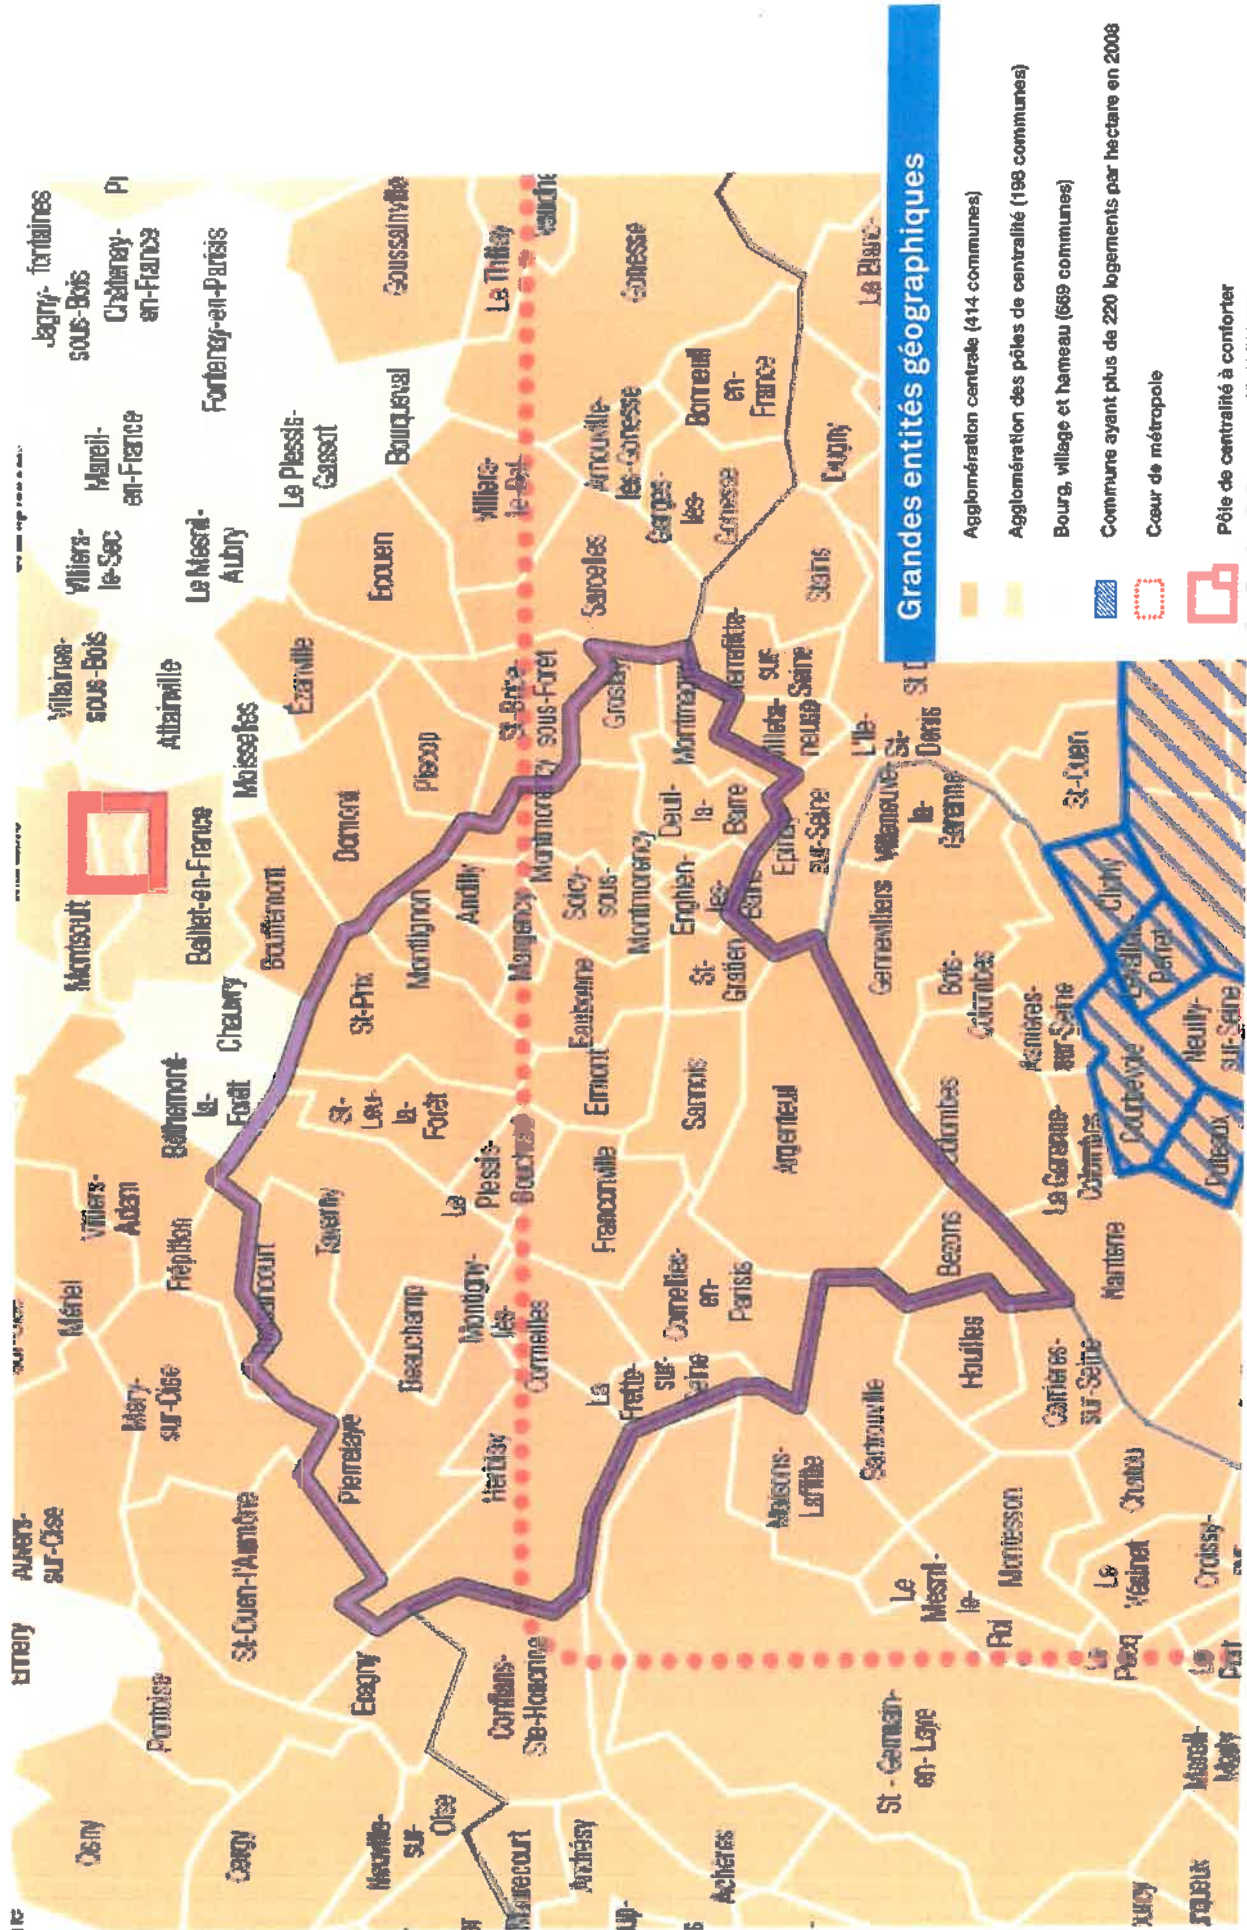 Jagny-
fontaines
sous-Bois
Châtenay-
en-France
Mareil-
en-France
Villiers-
le-Sec
Villaines-
sous-Bois
Fontenay-en-Parisis
Le Mesnil-
Aubry
Attainville
Le Plessis-
Gassot
Goussainville
Bouqueval
Ecouen
Ézanville
Moisselles
Montsoult
Baillet-en-France
Bouffémont
Domont
Piscop
Chauvry
Béthemont-
la-
Forêt
Villiers-
Adam
Mériel
Frépillon
Méry-
sur-Oise
Auvers-
sur-Oise
Pontoise
Osny
Cergy
St-Ouen-l'Aumône
Eragny
Neuville-
sur-
Oise
Conflans-
Ste-Honorine
Maurecourt
Andrésy
Achères
Pierrelaye
Herblay
Beauchamp
Taverny
Montigny-
lès-
Cormeilles
La
Frette-
sur-
Seine
Le
Plessis-
Bouchard
St-
Leu-
la-
Forêt
St-Prix
Montlignon
Andilly
Margency
Montmorency
Soisy-
sous-
Montmorency
Eaubonne
Ermont
Franconville
Sannois
Cormeilles-
en-
Parisis
Argenteuil
St-
Gratien
Enghien-
les-
Bains
Deuil-
la-
Barre
Montmagny
Groslay
St-Brice-
sous-Forêt
Sarcelles
Villiers-
le-Bel
Le Thillay
Gonesse
Arnouville-
lès-Gonesse
Garges-
lès-
Gonesse
Bonneuil
en-
France
Dugny
Stains
Pierrefitte-
sur-
Seine
Villeta-
neuse
Epinay
sur-Seine
L'Ile-
St-
Denis
Villeneuve-
la-
Garenne
Gennevilliers
St-Ouen
Bois-
Colombes
Asnières-
sur-Seine
Clichy
Levallois
Perret
Neuilly-
sur-Seine
Courbevoie
Puteaux
La Garenne-
Colombes
Colombes
Nanterre
Bezons
Houilles
Carrières-
sur-Seine
Sartrouville
Maisons-
Laffitte
Montesson
Chatou
Le
Mesnil-
le-
Roi
Le
Vésinet
Croissy-
Le
Pecq
Le
Port
St - Germain-
en- Laye
Mareil-
Marly
Grandes entités géographiques
Agglomération centrale (414 communes)
Agglomération des pôles de centralité (198 communes)
Bourg, village et hameau (669 communes)
Commune ayant plus de 220 logements par hectare en 2008
Cœur de métropole
Pôle de centralité à conforter